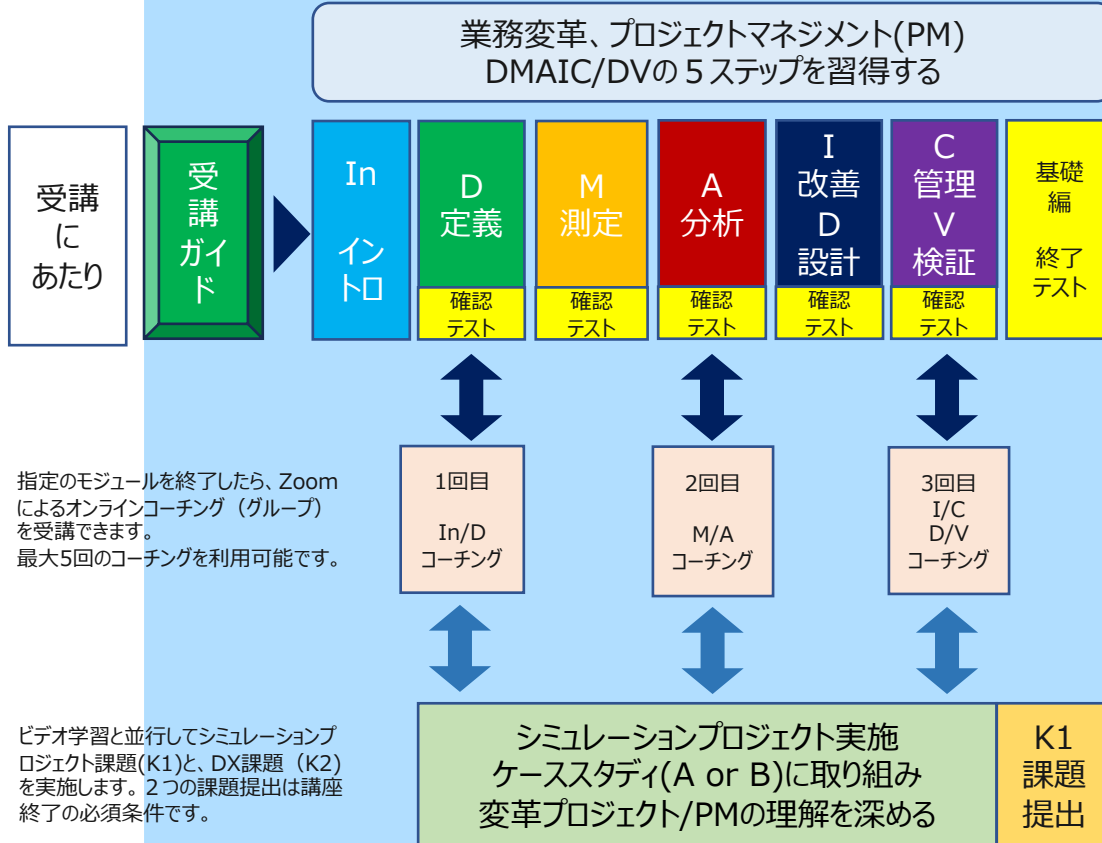 業務変革、プロジェクトマネジメント(PM)
DMAIC/DVの５ステップを習得する
受講
に
あたり
受
講
ガイ
ド
In
イン
トロ
D
定義
確認
テスト
M
測定
確認
テスト
A
分析
確認
テスト
I
改善
D
設計
確認
テスト
C
管理
V
検証
確認
テスト
基礎
編
終了
テスト
指定のモジュールを終了したら、Zoom
によるオンラインコーチング（グループ）
を受講できます。
最大5回のコーチングを利用可能です。
1回目
In/D
コーチング
2回目
M/A
コーチング
3回目
I/C
D/V
コーチング
ビデオ学習と並行してシミュレーションプ
ロジェクト課題(K1)と、DX課題（K2）
を実施します。２つの課題提出は講座
終了の必須条件です。
シミュレーションプロジェクト実施
ケーススタディ(A or B)に取り組み
変革プロジェクト/PMの理解を深める
K1
課題
提出